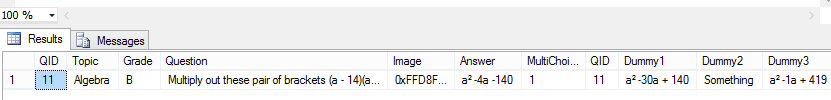 100 %
Results Messages
QID Topic Grade Question Image Answer MultiChoi... QID Dummy1 Dummy2 Dummy3
1 11 Algebra B Multiply out these pair of brackets (a - 14)(a... 0xFFD8F... a² -4a -140 1 11 a² -30a + 140 Something a² -1a + 419